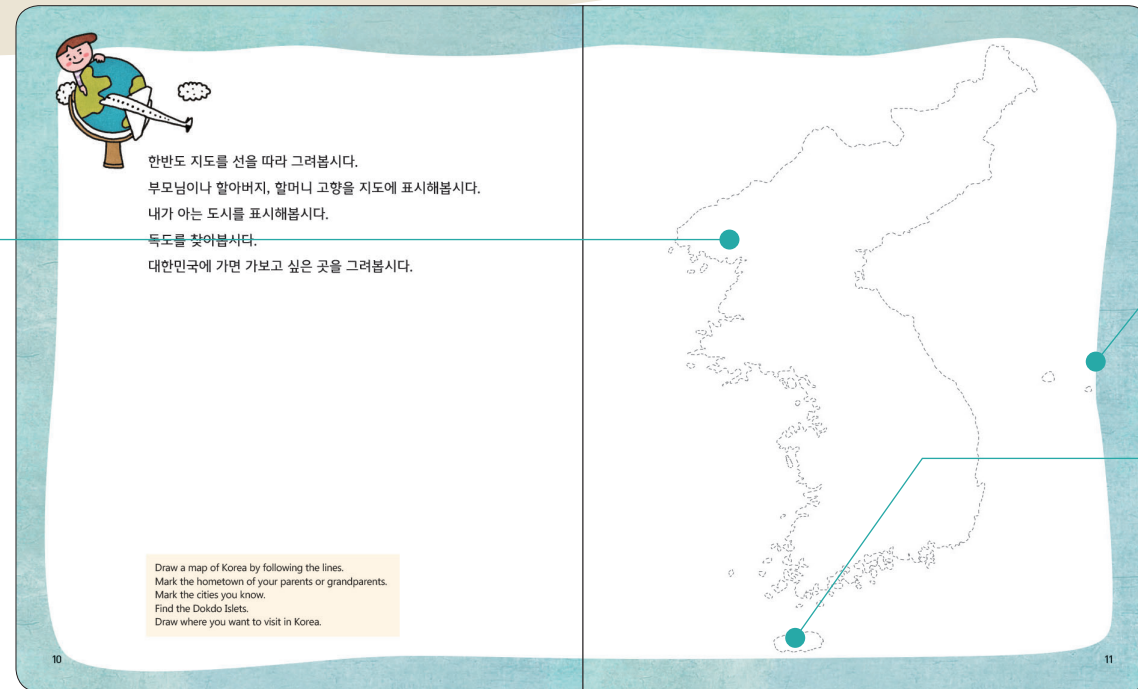 한반도 지도를 선을 따라 그려봅시다.
부모님이나 할아버지, 할머니 고향을 지도에 표시해봅시다.
내가 아는 도시를 표시해봅시다.
독도를 찾아봅시다.
대한민국에 가면 가보고 싶은 곳을 그려봅시다.
Draw a map of Korea by following the lines.
Mark the hometown of your parents or grandparents.
Mark the cities you know.
Find the Dokdo Islets.
Draw where you want to visit in Korea.
10
11